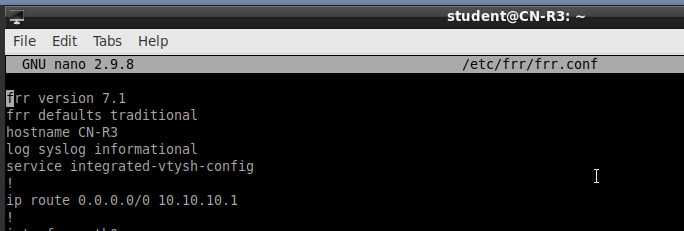 student@CN-R3: ~
File Edit Tabs Help
GNU nano 2.9.8 /etc/frr/frr.conf
frr version 7.1
frr defaults traditional
hostname CN-R3
log syslog informational
service integrated-vtysh-config
!
ip route 0.0.0.0/0 10.10.10.1
!